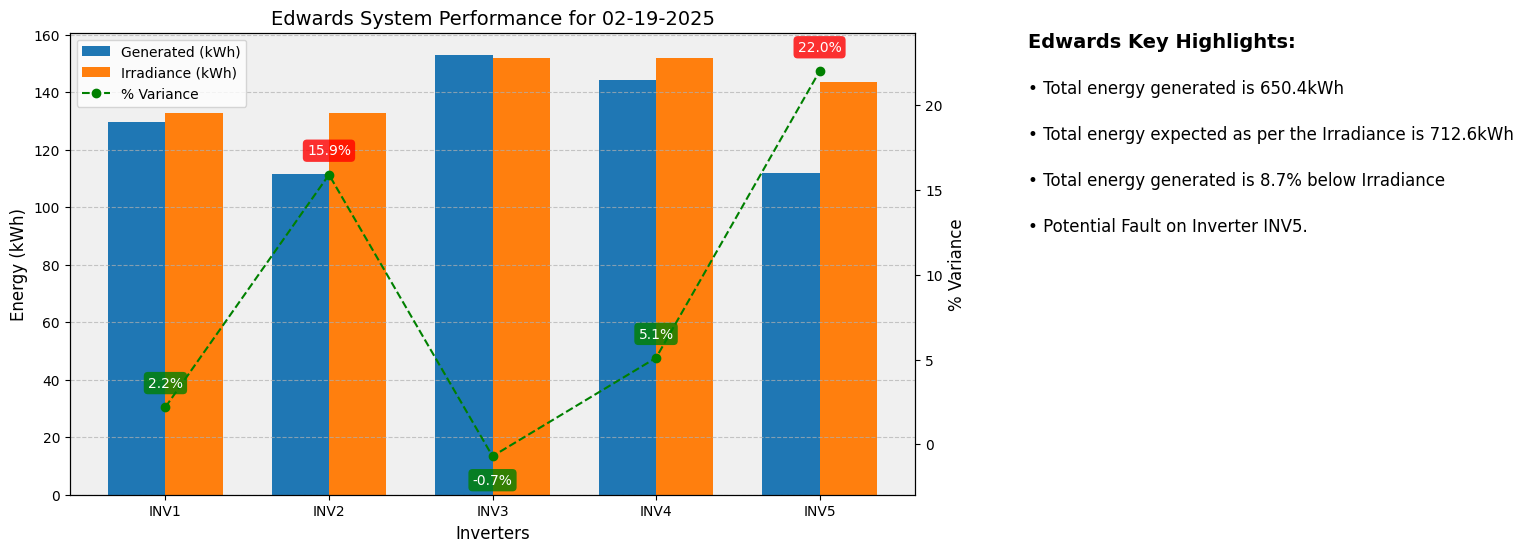 Edwards System Performance for 02-19-2025
Generated (kWh)
Irradiance (kWh)
% Variance
Energy (kWh)
160
140
120
100
80
60
40
20
0
2.2%
15.9%
-0.7%
5.1%
22.0%
20
15
10
5
0
% Variance
INV1
INV2
INV3
INV4
INV5
Inverters
Edwards Key Highlights:
• Total energy generated is 650.4kWh
• Total energy expected as per the Irradiance is 712.6kWh
• Total energy generated is 8.7% below Irradiance
• Potential Fault on Inverter INV5.